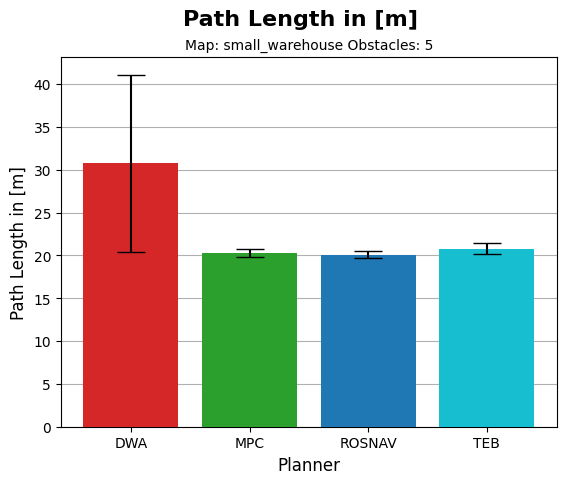 Path Length in [m]
Map: small_warehouse Obstacles: 5
Path Length in [m]
40
35
30
25
20
15
10
5
0
DWA MPC ROSNAV TEB
Planner